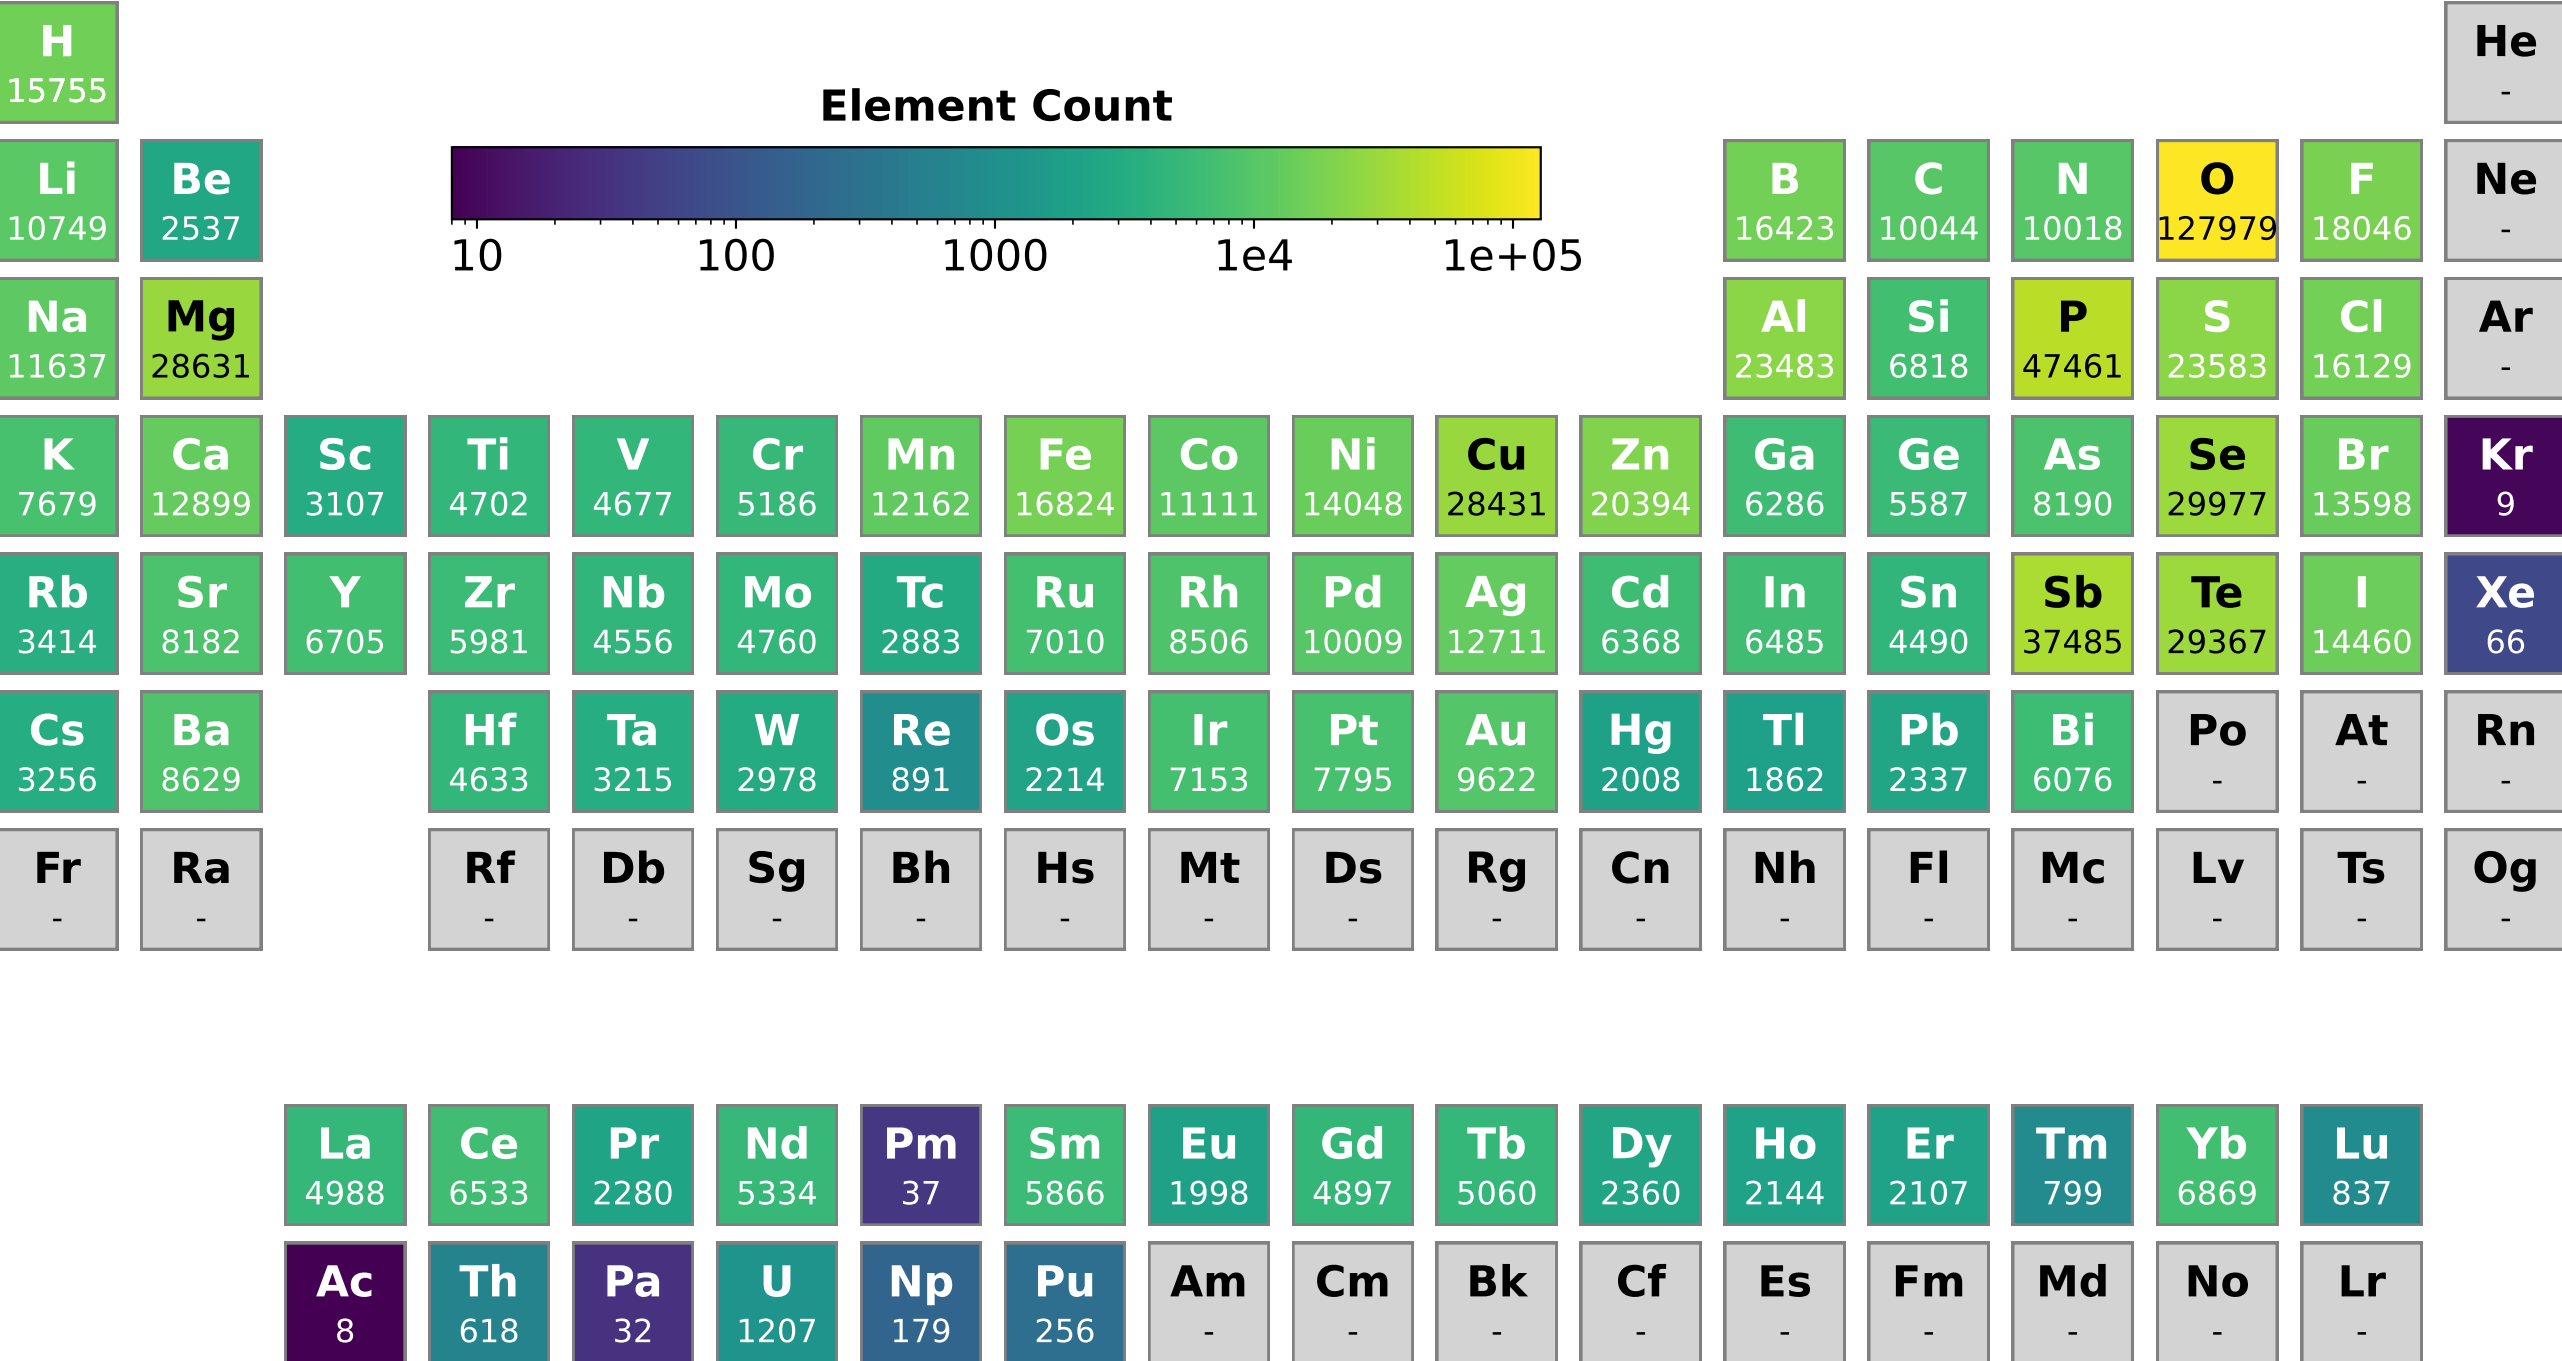 H He
15755 -
Element Count
Li Be B C N O F Ne
10749 2537 16423 10044 10018 127979 18046 -
10 100 1000 1e4 1e+05
Na Mg Al Si P S Cl Ar
11637 28631 23483 6818 47461 23583 16129 -
K Ca Sc Ti V Cr Mn Fe Co Ni Cu Zn Ga Ge As Se Br Kr
7679 12899 3107 4702 4677 5186 12162 16824 11111 14048 28431 20394 6286 5587 8190 29977 13598 9
Rb Sr Y Zr Nb Mo Tc Ru Rh Pd Ag Cd In Sn Sb Te I Xe
3414 8182 6705 5981 4556 4760 2883 7010 8506 10009 12711 6368 6485 4490 37485 29367 14460 66
Cs Ba Hf Ta W Re Os Ir Pt Au Hg Tl Pb Bi Po At Rn
3256 8629 4633 3215 2978 891 2214 7153 7795 9622 2008 1862 2337 6076 - - -
Fr Ra Rf Db Sg Bh Hs Mt Ds Rg Cn Nh Fl Mc Lv Ts Og
- - - - - - - - - - - - - - - - -
La Ce Pr Nd Pm Sm Eu Gd Tb Dy Ho Er Tm Yb Lu
4988 6533 2280 5334 37 5866 1998 4897 5060 2360 2144 2107 799 6869 837
Ac Th Pa U Np Pu Am Cm Bk Cf Es Fm Md No Lr
8 618 32 1207 179 256 - - - - - - - - -